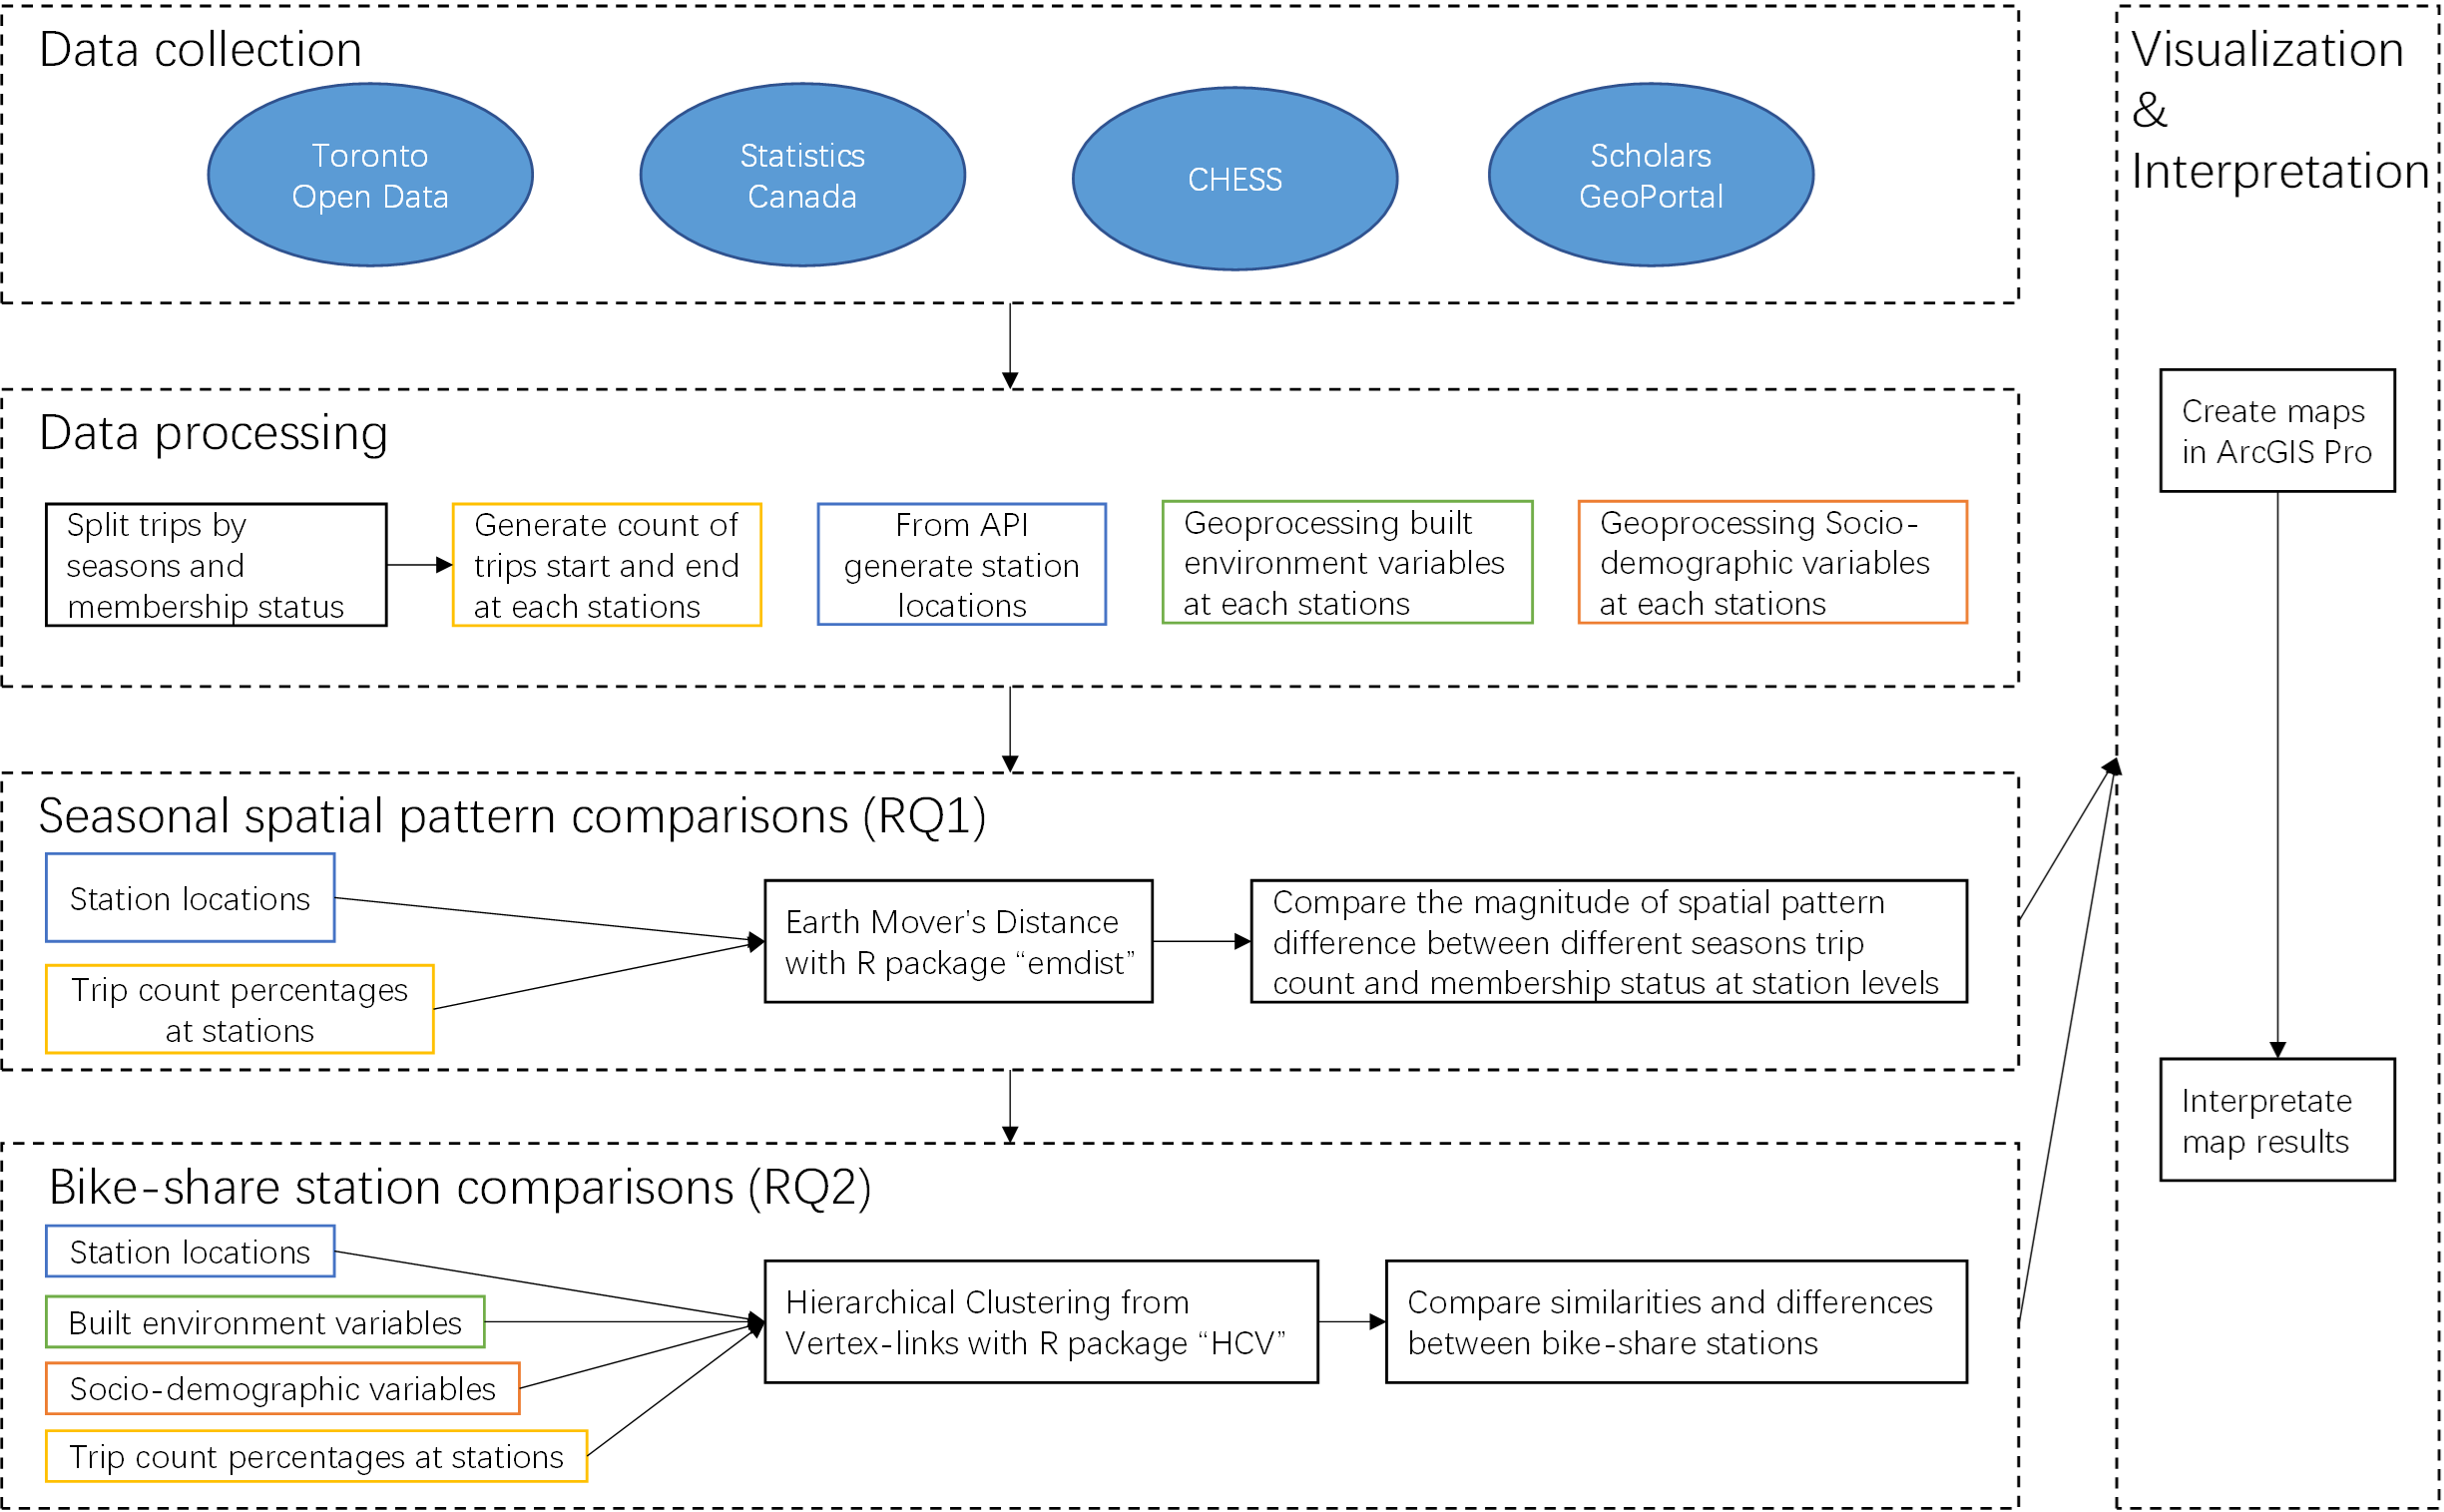 Data collection
Toronto
Open Data
Statistics
Canada
CHESS
Scholars
GeoPortal
Data processing
Split trips by
seasons and
membership status
Generate count of
trips start and end
at each stations
From API
generate station
locations
Geoprocessing built
environment variables
at each stations
Geoprocessing Socio-
demographic variables
at each stations
Seasonal spatial pattern comparisons (RQ1)
Station locations
Trip count percentages
at stations
Earth Mover's Distance
with R package “emdist”
Compare the magnitude of spatial pattern
difference between different seasons trip
count and membership status at station levels
Bike-share station comparisons (RQ2)
Station locations
Built environment variables
Socio-demographic variables
Trip count percentages at stations
Hierarchical Clustering from
Vertex-links with R package “HCV”
Compare similarities and differences
between bike-share stations
Visualization
&
Interpretation
Create maps
in ArcGIS Pro
Interpretate
map results